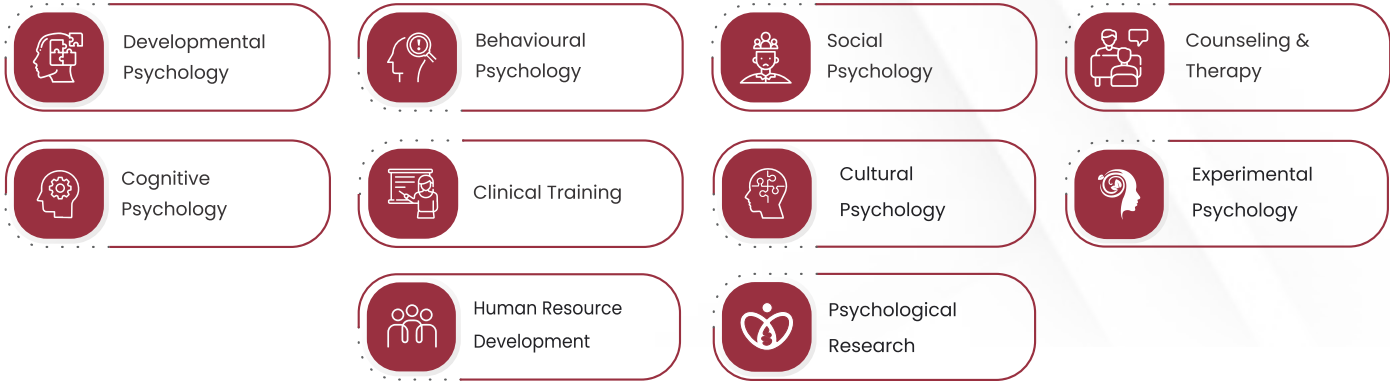 Developmental
Psychology
Behavioural
Psychology
Social
Psychology
Counseling &
Therapy
Cognitive
Psychology
Clinical Training
Cultural
Psychology
Experimental
Psychology
Human Resource
Development
Psychological
Research